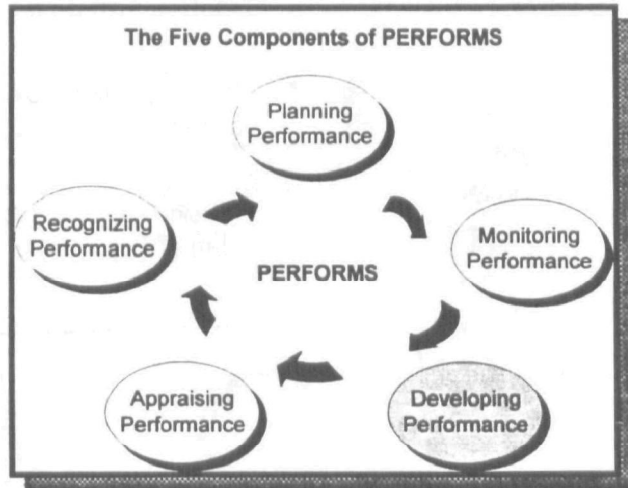 The Five Components of PERFORMS
Planning
Performance
Monitoring
Performance
Developing
Performance
Appraising
Performance
Recognizing
Performance
PERFORMS